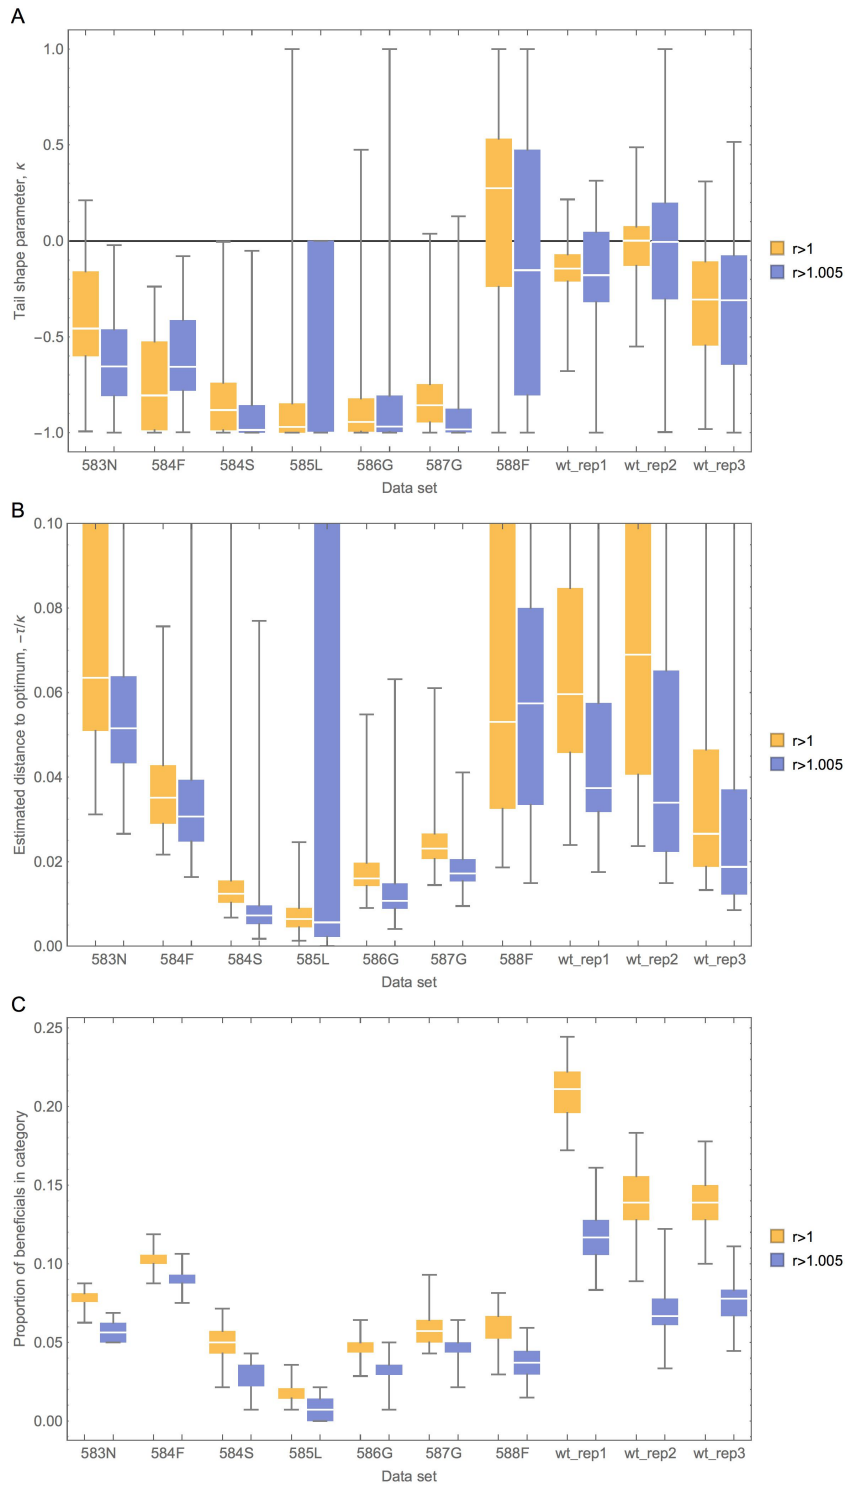 A
Tail shape parameter, κ
1.0
0.5
0.0
−0.5
−1.0
583N 584F 584S 585L 586G 587G 588F wt_rep1 wt_rep2 wt_rep3
Data set
r>1
r>1.005
B
Estimated distance to optimum, −τ/κ
0.10
0.08
0.06
0.04
0.02
0.00
583N 584F 584S 585L 586G 587G 588F wt_rep1 wt_rep2 wt_rep3
Data set
r>1
r>1.005
C
Proportion of beneficials in category
0.25
0.20
0.15
0.10
0.05
0.00
583N 584F 584S 585L 586G 587G 588F wt_rep1 wt_rep2 wt_rep3
Data set
r>1
r>1.005